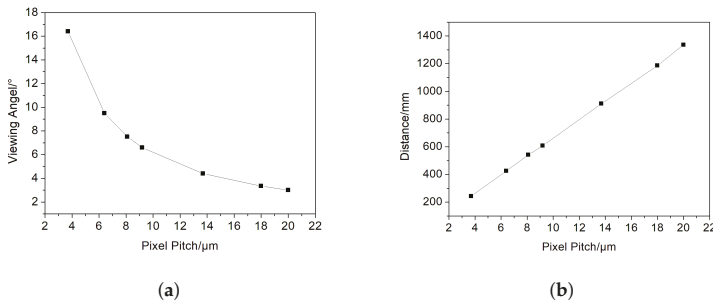 18
16
14
12
10
8
6
4
2
Viewing Angel/°
2 4 6 8 10 12 14 16 18 20 22
Pixel Pitch/μm
(a)
1400
1200
1000
800
600
400
200
Distance/mm
2 4 6 8 10 12 14 16 18 20 22
Pixel Pitch/μm
(b)